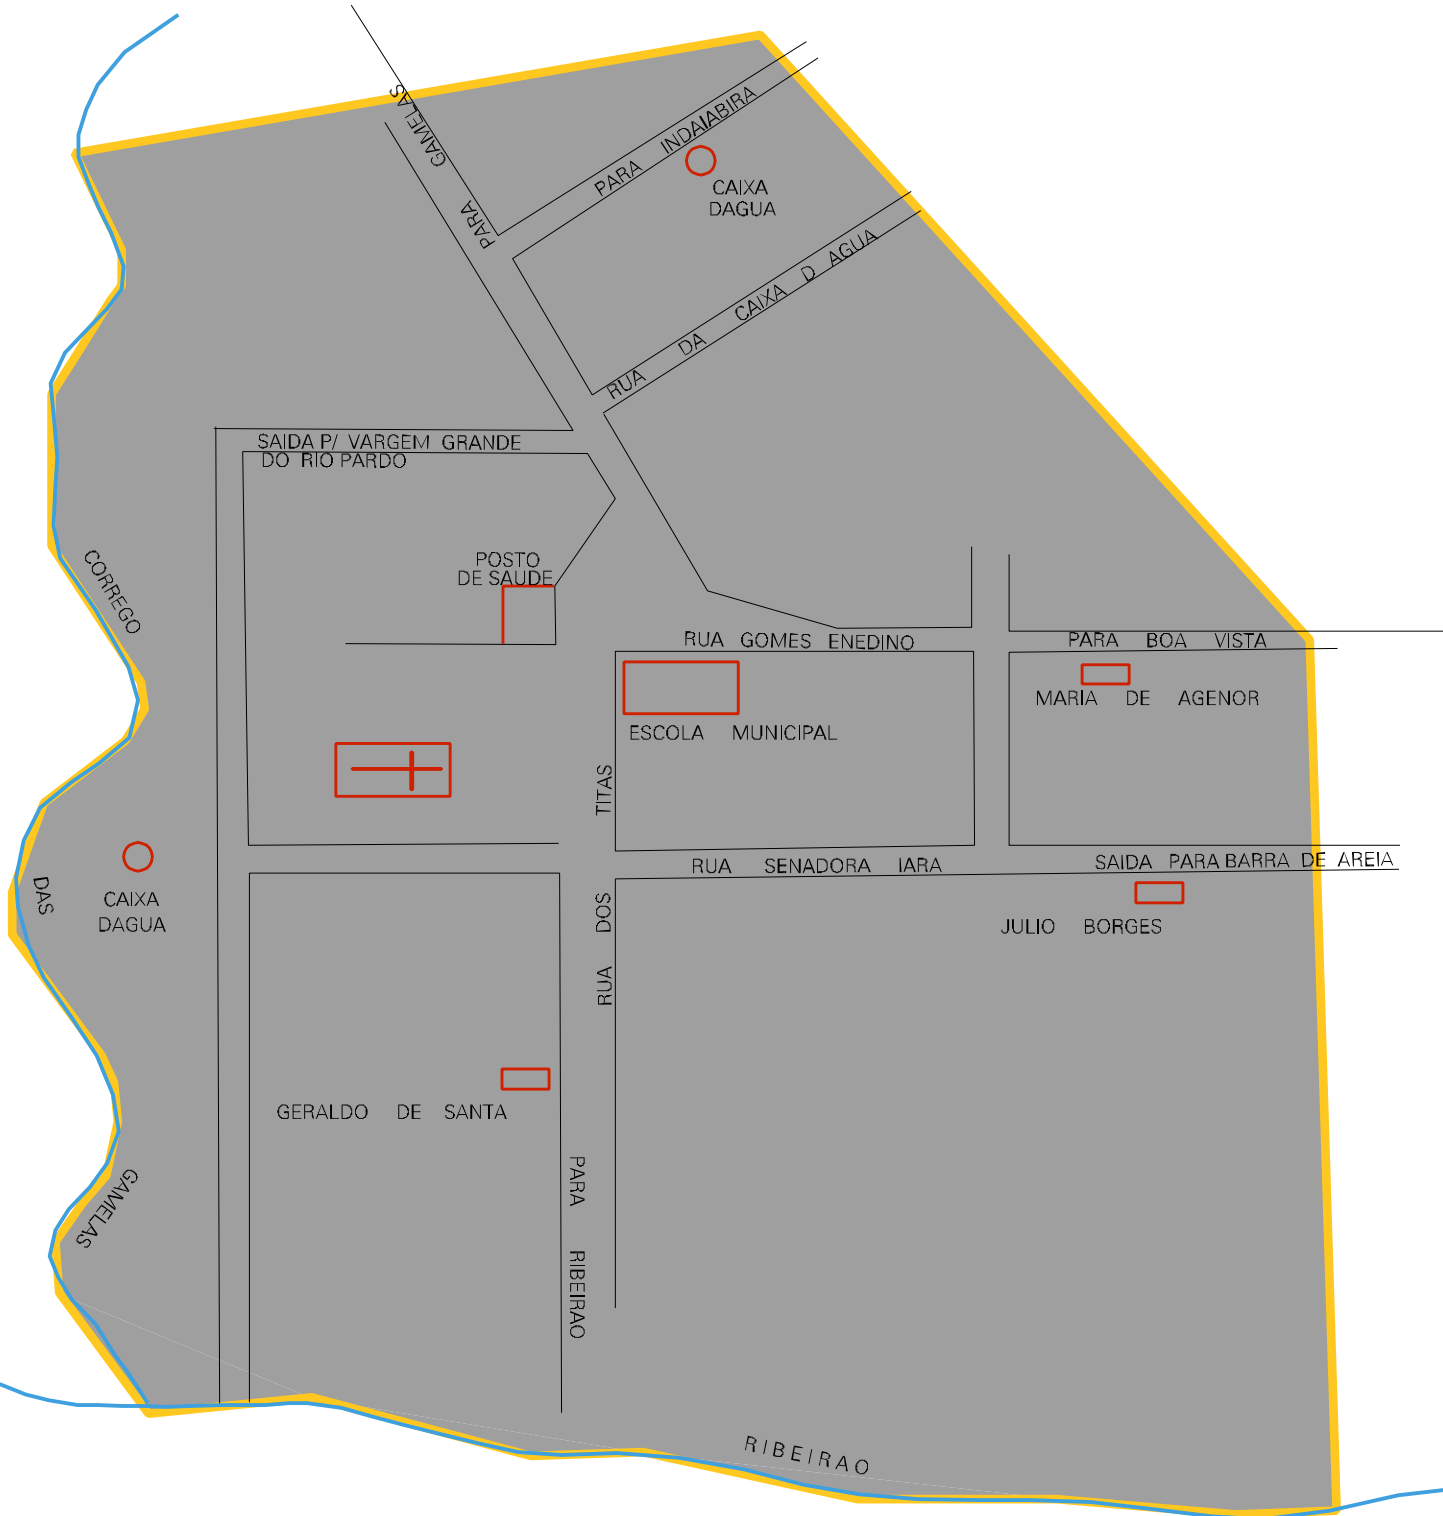 PARA GAMELAS
PARA INDAIABIRA
CAIXA
DAGUA
RUA DA CAIXA D AGUA
SAIDA P/ VARGEM GRANDE
DO RIO PARDO
POSTO
DE SAUDE
CORREGO DAS GAMELAS
RUA GOMES ENEDINO
PARA BOA VISTA
MARIA DE AGENOR
ESCOLA MUNICIPAL
RUA DOS TITAS
RUA SENADORA IARA
SAIDA PARA BARRA DE AREIA
CAIXA
DAGUA
JULIO BORGES
GERALDO DE SANTA
PARA RIBEIRAO
RIBEIRAO